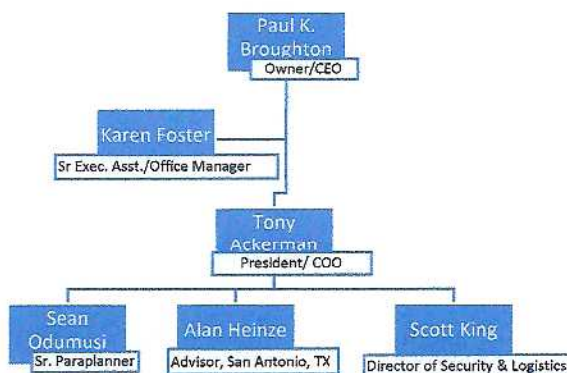 Paul K.
Broughton
Owner/CEO
Karen Foster
Sr Exec. Asst./Office Manager
Tony
Ackerman
President/ COO
Sean
Odumusi
Sr. Paraplanner
Alan Heinze
Advisor, San Antonio, TX
Scott King
Director of Security & Logistics